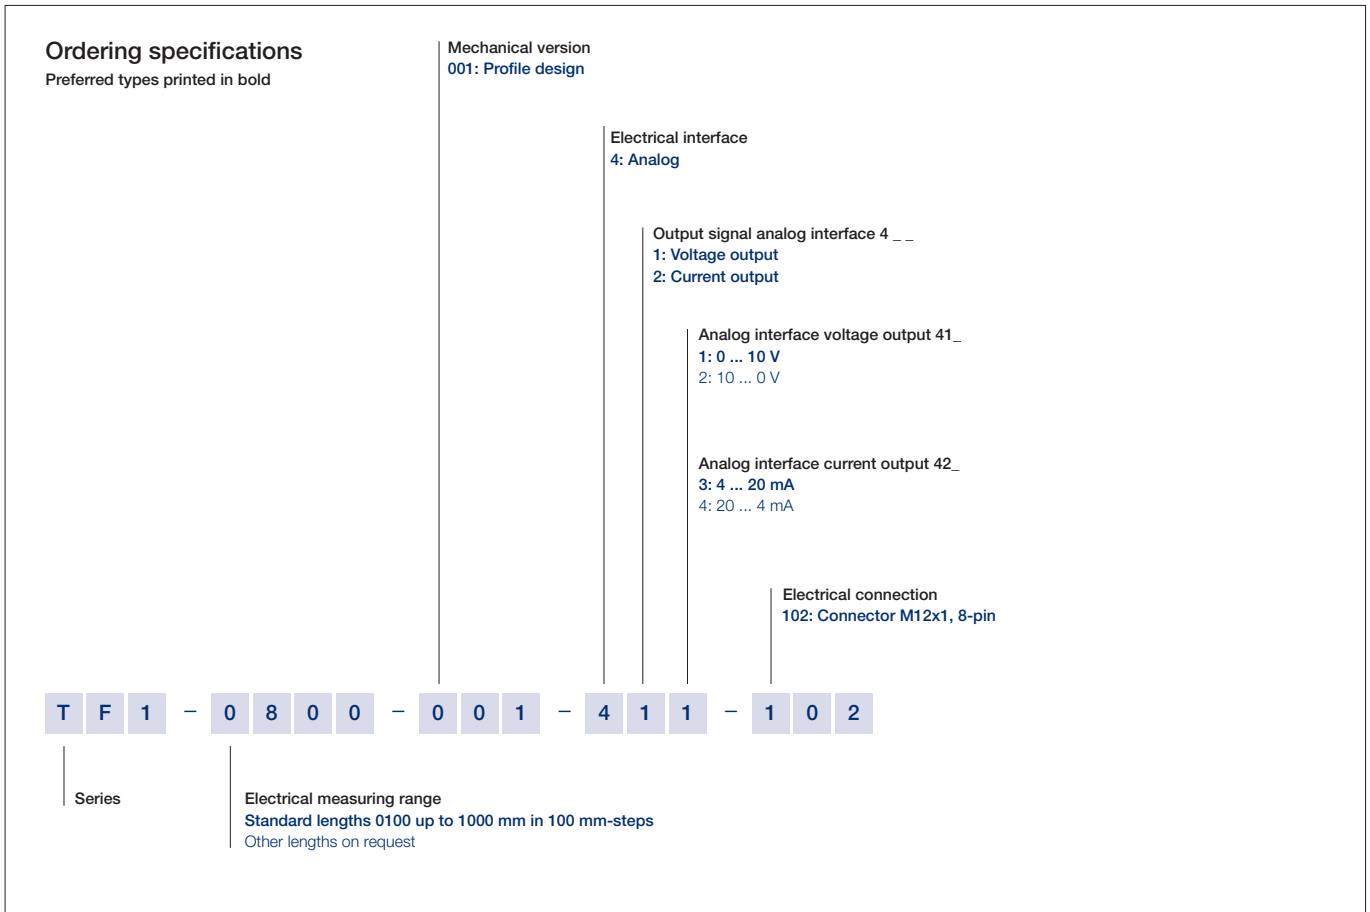 Ordering specifications
Preferred types printed in bold
Mechanical version
001: Profile design
Electrical interface
4: Analog
Output signal analog interface 4 _ _
1: Voltage output
2: Current output
Analog interface voltage output 41_
1: 0 ... 10 V
2: 10 ... 0 V
Analog interface current output 42_
3: 4 ... 20 mA
4: 20 ... 4 mA
Electrical connection
102: Connector M12x1, 8-pin
T F 1 – 0 8 0 0 – 0 0 1 – 4 1 1 – 1 0 2
Series
Electrical measuring range
Standard lengths 0100 up to 1000 mm in 100 mm-steps
Other lengths on request